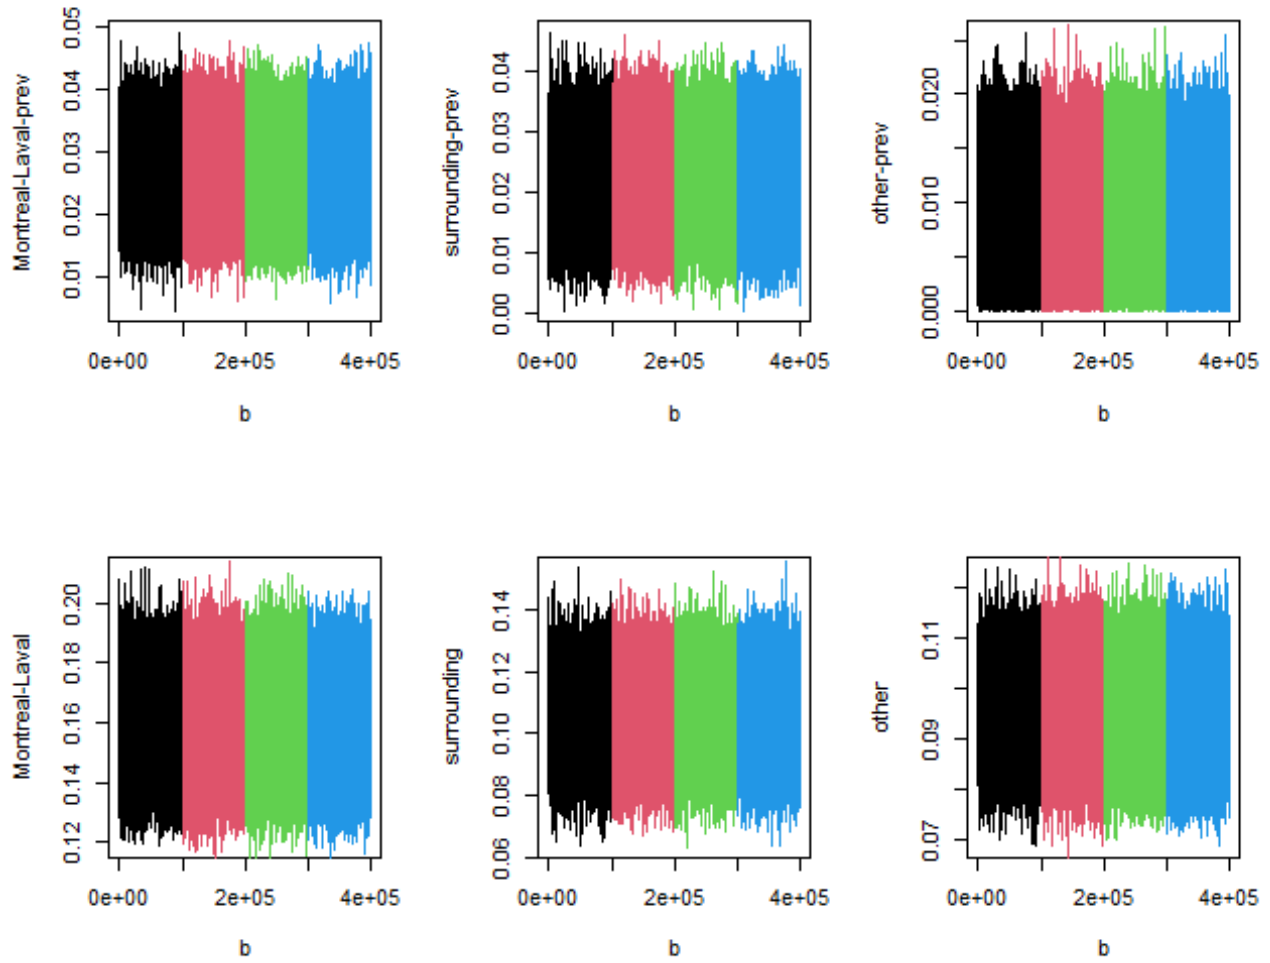 Montreal-Laval-prev
0.01 0.02 0.03 0.04 0.05
0e+00 2e+05 4e+05
b
surrounding-prev
0.00 0.01 0.02 0.03 0.04
0e+00 2e+05 4e+05
b
other-prev
0.000 0.010 0.020
0e+00 2e+05 4e+05
b
Montreal-Laval
0.12 0.14 0.16 0.18 0.20
0e+00 2e+05 4e+05
b
surrounding
0.06 0.08 0.10 0.12 0.14
0e+00 2e+05 4e+05
b
other
0.07 0.09 0.11
0e+00 2e+05 4e+05
b